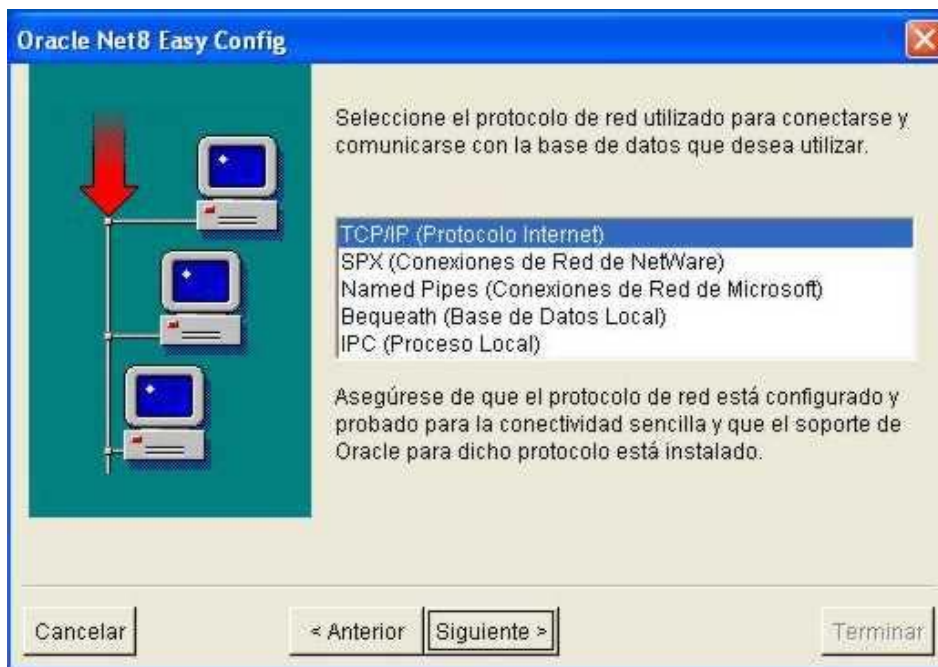 Oracle Net8 Easy Config
Seleccione el protocolo de red utilizado para conectarse y
comunicarse con la base de datos que desea utilizar.
TCP/IP (Protocolo Internet)
SPX (Conexiones de Red de NetWare)
Named Pipes (Conexiones de Red de Microsoft)
Bequeath (Base de Datos Local)
IPC (Proceso Local)
Asegúrese de que el protocolo de red está configurado y
probado para la conectividad sencilla y que el soporte de
Oracle para dicho protocolo está instalado.
Cancelar
< Anterior
Siguiente >
Terminar